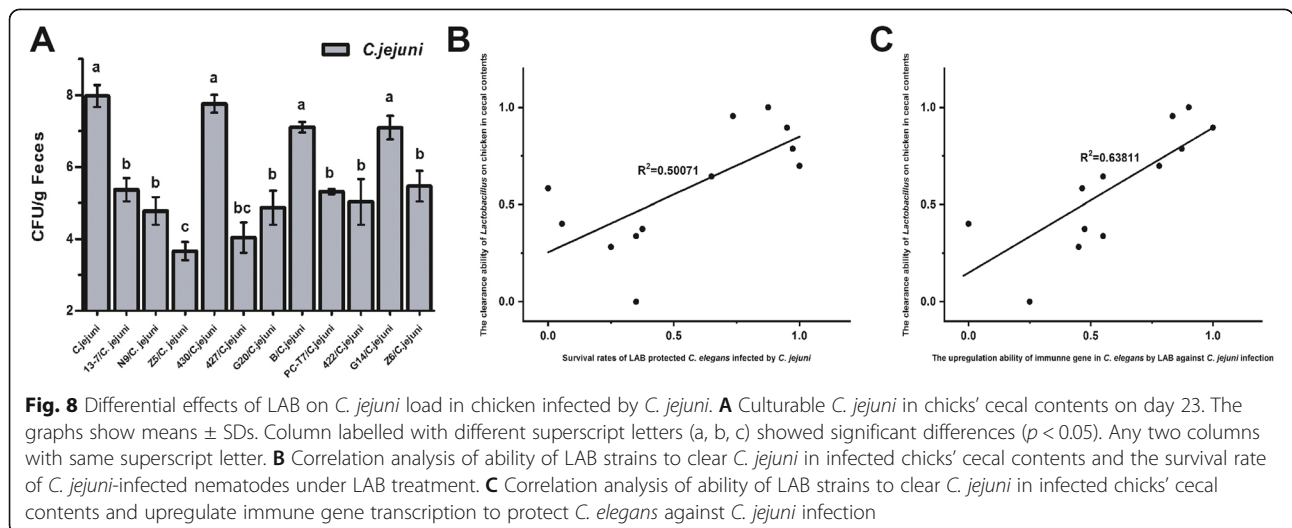 A
C.jejuni
CFU/g Feces
8
6
4
2
a
b
b
c
a
bc
b
a
b
b
a
b
C.jejuni
13-7/C. jejuni
N9/C. jejuni
Z5/C. jejuni
430/C.jejuni
427/C.jejuni
G20/C.jejuni
B/C.jejuni
PC-T7/C.jejuni
422/C.jejuni
G14/C.jejuni
Z6/C.jejuni
B
The clearance ability of Lactobacillus on chicken in cecal contents
1.0
0.5
0.0
R²=0.50071
0.0
0.5
1.0
Survival rates of LAB protected C. elegans infected by C. jejuni
C
The clearance ability of Lactobacillus on chicken in cecal contents
1.0
0.5
0.0
R²=0.63811
0.0
0.5
1.0
The upregulation ability of immunne gene in C. elegans by LAB against C. jejuni infection
Fig. 8 Differential effects of LAB on C. jejuni load in chicken infected by C. jejuni. A Culturable C. jejuni in chicks' cecal contents on day 23. The
graphs show means ± SDs. Column labelled with different superscript letters (a, b, c) showed significant differences (p < 0.05). Any two columns
with same superscript letter. B Correlation analysis of ability of LAB strains to clear C. jejuni in infected chicks' cecal contents and the survival rate
of C. jejuni-infected nematodes under LAB treatment. C Correlation analysis of ability of LAB strains to clear C. jejuni in infected chicks' cecal
contents and upregulate immune gene transcription to protect C. elegans against C. jejuni infection